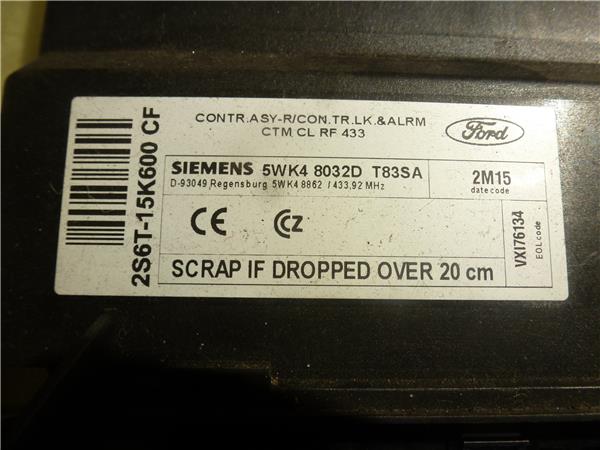 CONTR.ASY-R/CON.TR.LK.&ALRM
CTM CL RF 433
Ford
SIEMENS 5WK4 8032D T83SA
D-93049 Regensburg 5WK4 8862 / 433,92 MHz
2M15
date code
CE CZ
SCRAP IF DROPPED OVER 20 cm
VXI76134
EOL code
2S6T-15K600 CF